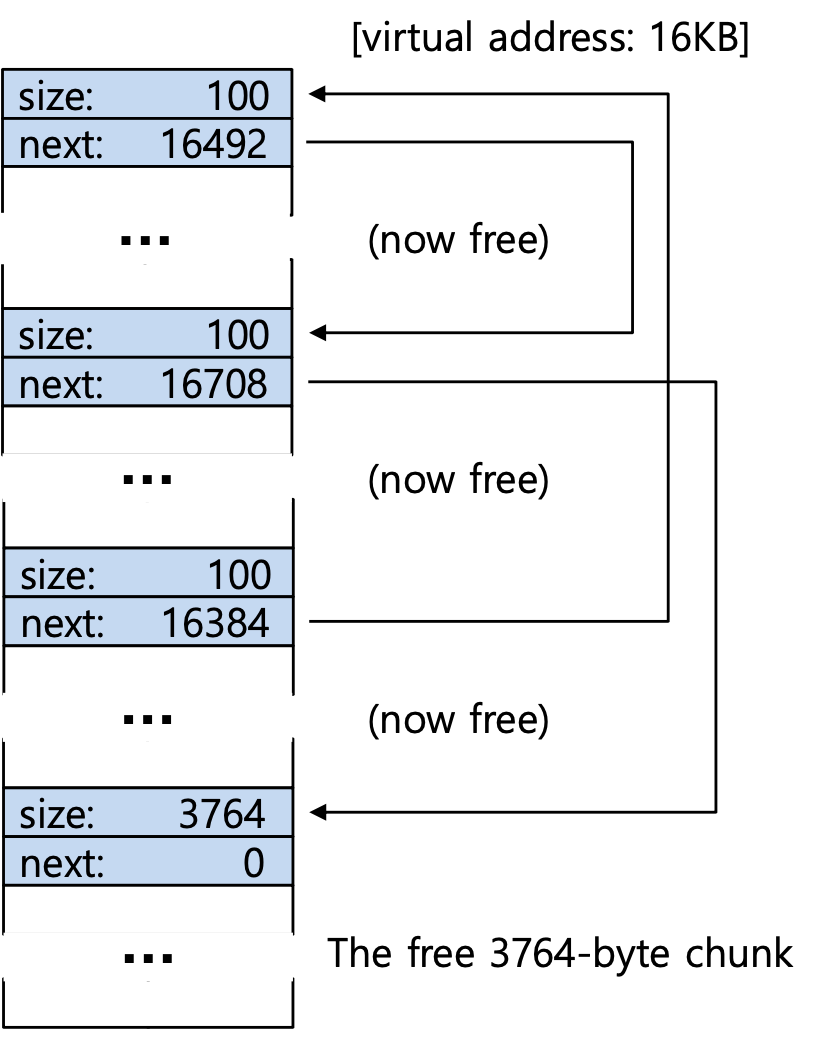 [virtual address: 16KB]
size: 100
next: 16492
...
(now free)
size: 100
next: 16708
...
(now free)
size: 100
next: 16384
...
(now free)
size: 3764
next: 0
...
The free 3764-byte chunk